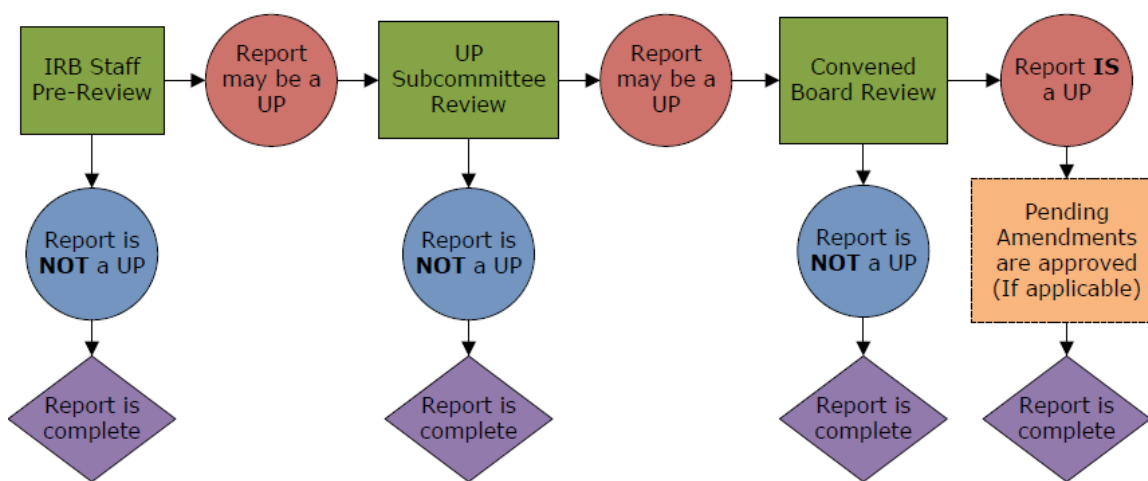 IRB Staff
Pre-Review
Report
may be a
UP
UP
Subcommittee
Review
Report
may be a
UP
Convened
Board Review
Report IS
a UP
Report is
NOT a UP
Report is
NOT a UP
Report is
NOT a UP
Pending
Amendments
are approved
(If applicable)
Report is
complete
Report is
complete
Report is
complete
Report is
complete